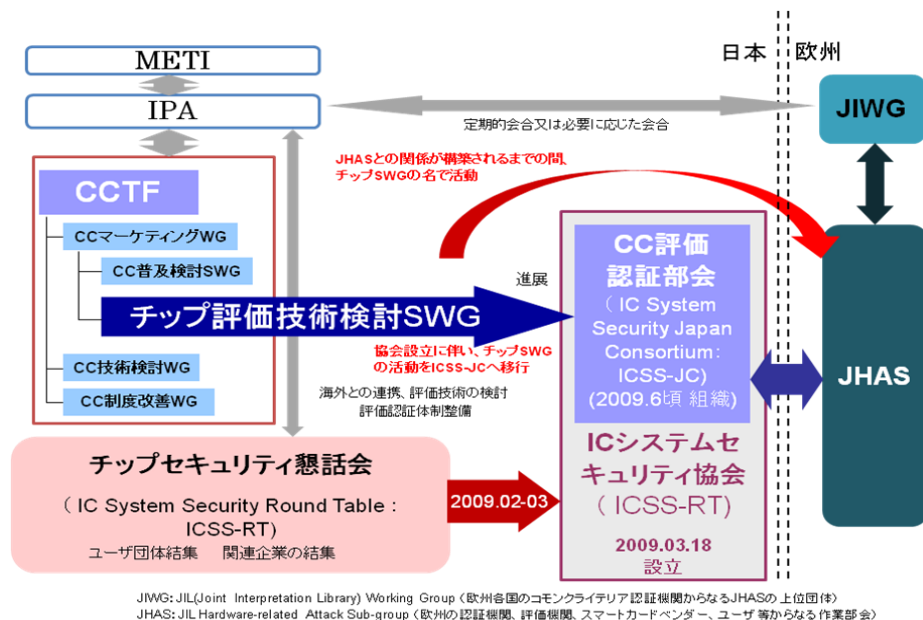 METI
日本
欧州
IPA
JIWG
定期的会合又は必要に応じた会合
JHASとの関係が構築されるまでの間、
チップSWGの名で活動
CCTF
CCマーケティングWG
CC普及検討SWG
チップ評価技術検討SWG
CC技術検討WG
CC制度改善WG
進展
協会設立に伴い、チップSWG
の活動をICSS-JCへ移行
海外との連携、評価技術の検討
評価認証体制整備
CC評価
認証部会
( IC System
Security Japan
Consortium:
ICSS-JC)
(2009.6頃 組織)
ICシステムセ
キュリティ協会
( ICSS-RT)
2009.03.18
設立
JHAS
チップセキュリティ懇話会
( IC System Security Round Table :
ICSS-RT)
ユーザ団体結集 関連企業の結集
2009.02-03
JIWG: JIL(Joint Interpretation Library) Working Group (欧州各国のコモンクライテリア認証機関からなるJHASの上位団体)
JHAS: JIL Hardware-related Attack Sub-group (欧州の認証機関、評価機関、スマートカードベンダー、ユーザ等からなる作業部会)